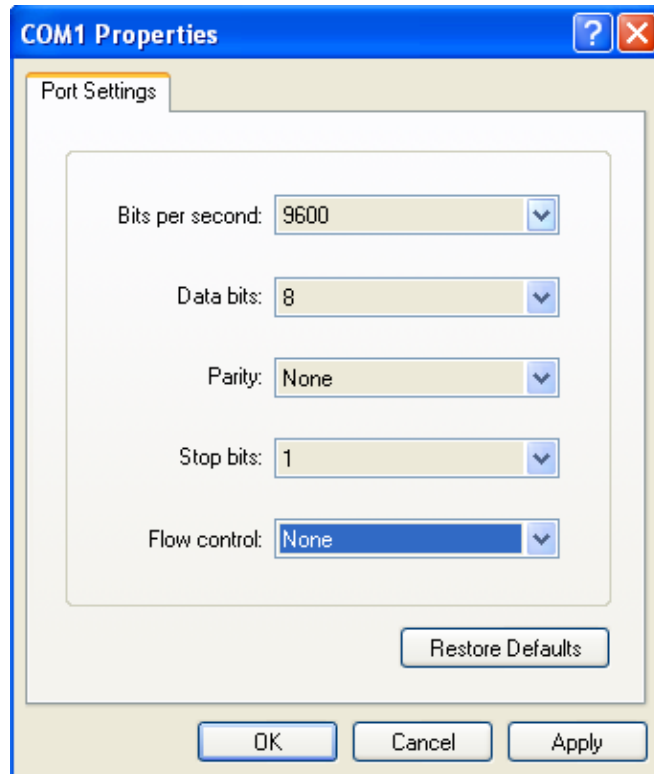 COM1 Properties
Port Settings
Bits per second: 9600
Data bits: 8
Parity: None
Stop bits: 1
Flow control: None
Restore Defaults
OK Cancel Apply